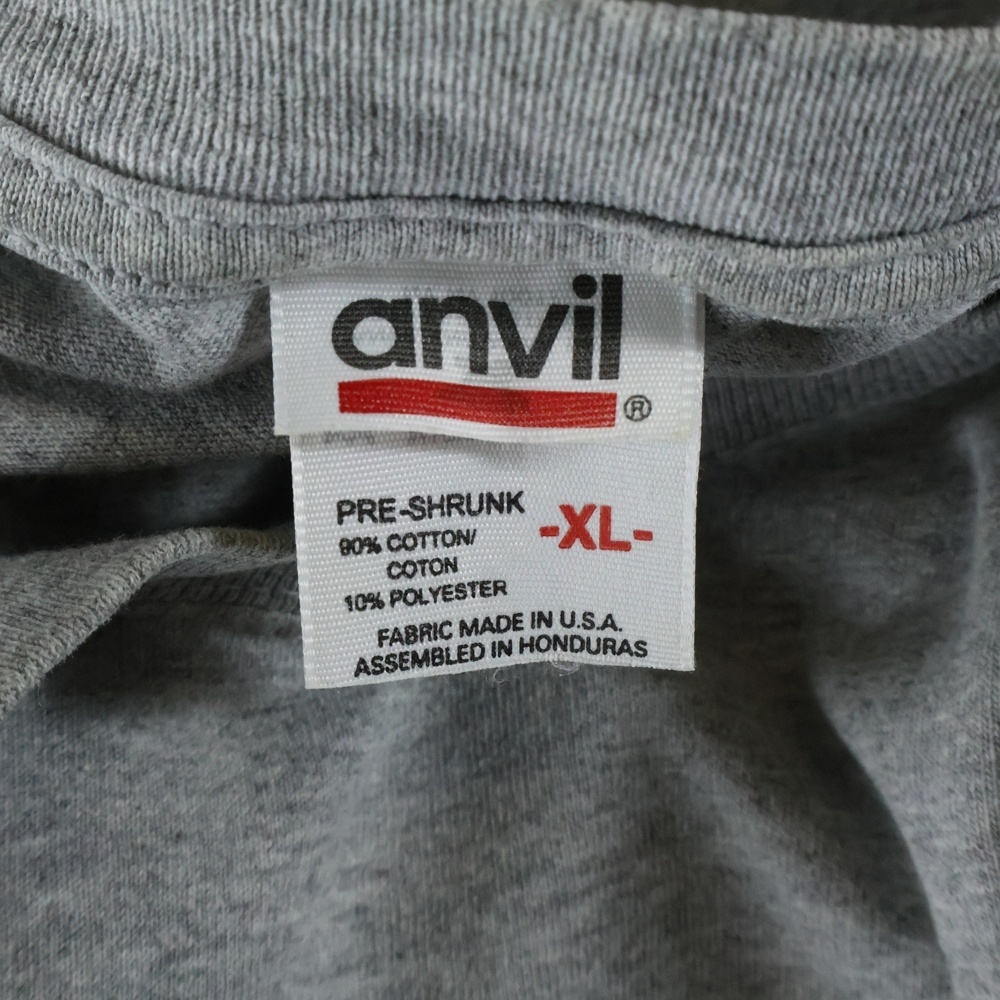 anvil
®
PRE-SHRUNK
-XL-
90% COTTON/
COTON
10% POLYESTER
FABRIC MADE IN U.S.A.
ASSEMBLED IN HONDURAS